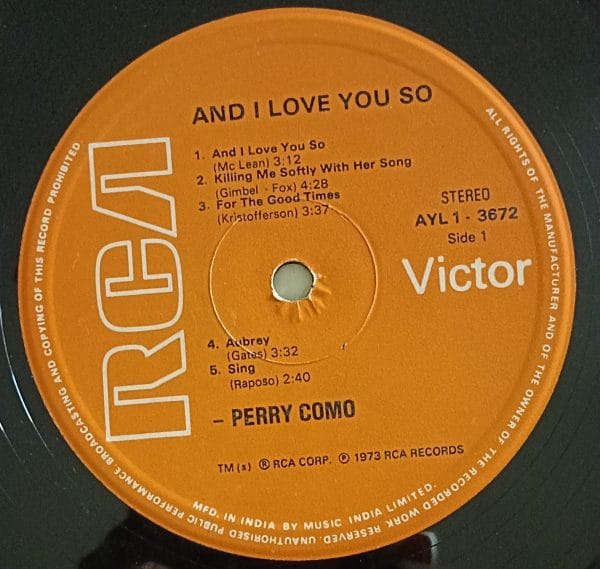 AND I LOVE YOU SO
1. And I Love You So
(Mc Lean) 3:12
2. Killing Me Softly With Her Song
(Gimbel - Fox) 4:28
3. For The Good Times
(Kristofferson) 3:37
STEREO
AYL 1 - 3672
Side 1
RCA
Victor
4. Aubrey
(Gates) 3:32
5. Sing
(Raposo) 2:40
– PERRY COMO
TM(s) ® RCA CORP. ℗ 1973 RCA RECORDS
MFD. IN INDIA BY MUSIC INDIA LIMITED.
ALL RIGHTS OF THE MANUFACTURER AND OF THE OWNER OF THE RECORDED WORK RESERVED. UNAUTHORISED PUBLIC PERFORMANCE BROADCASTING AND COPYING OF THIS RECORD PROHIBITED